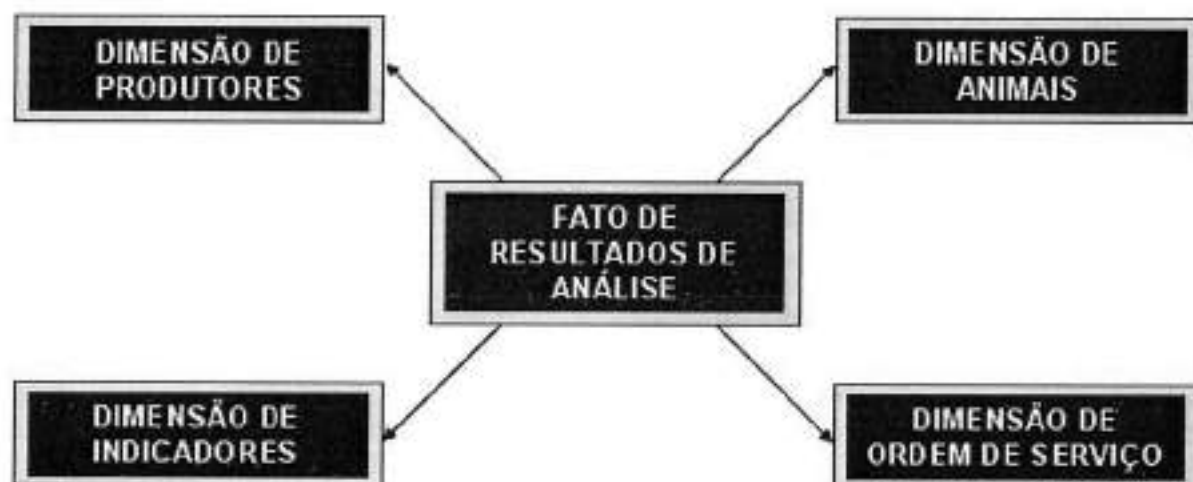 DIMENSÃO DE
PRODUTORES
DIMENSÃO DE
ANIMAIS
FATO DE
RESULTADOS DE
ANÁLISE
DIMENSÃO DE
INDICADORES
DIMENSÃO DE
ORDEM DE SERVIÇO